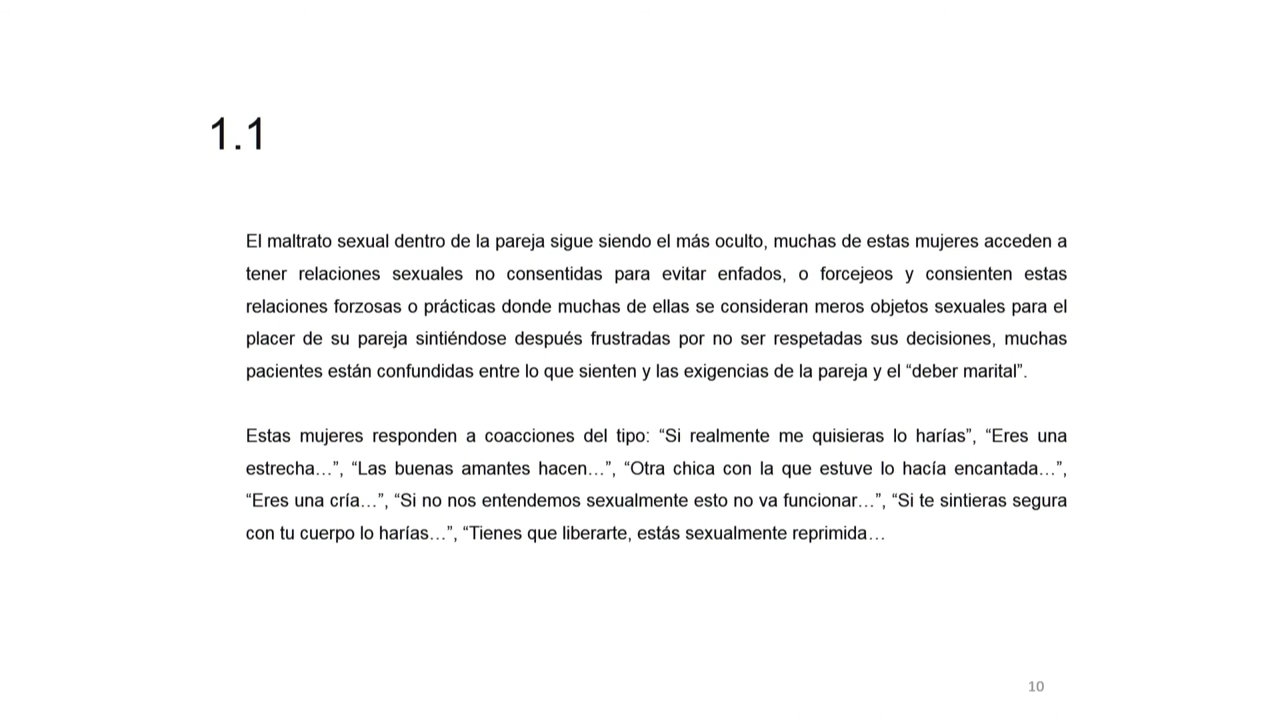 1.1
El maltrato sexual dentro de la pareja sigue siendo el más oculto, muchas de estas mujeres acceden a
tener relaciones sexuales no consentidas para evitar enfados, o forcejeos y consienten estas
relaciones forzosas o prácticas donde muchas de ellas se consideran meros objetos sexuales para el
placer de su pareja sintiéndose después frustradas por no ser respetadas sus decisiones, muchas
pacientes están confundidas entre lo que sienten y las exigencias de la pareja y el “deber marital”.
Estas mujeres responden a coacciones del tipo: “Si realmente me quisieras lo harías”, “Eres una
estrecha…”, “Las buenas amantes hacen…”, “Otra chica con la que estuve lo hacía encantada…”,
“Eres una cría…”, “Si no nos entendemos sexualmente esto no va funcionar…”, “Si te sintieras segura
con tu cuerpo lo harías…”, “Tienes que liberarte, estás sexualmente reprimida…
10